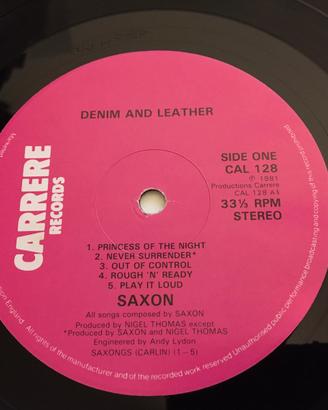 DENIM AND LEATHER
CARRERE
RECORDS
SIDE ONE
CAL 128
℗ 1981
Productions Carrere
CAL 128 A1
33⅓ RPM
STEREO
1. PRINCESS OF THE NIGHT
2. NEVER SURRENDER*
3. OUT OF CONTROL
4. ROUGH 'N' READY
5. PLAY IT LOUD
SAXON
All songs composed by SAXON
Produced by NIGEL THOMAS except
*Produced by SAXON and NIGEL THOMAS
Engineered by Andy Lydon
SAXONGS (CARLIN) (1–5)
England. All rights of the manufacturer and of the recorded work reserved Unauthorised public performance broadcasting and copying of this record prohibited